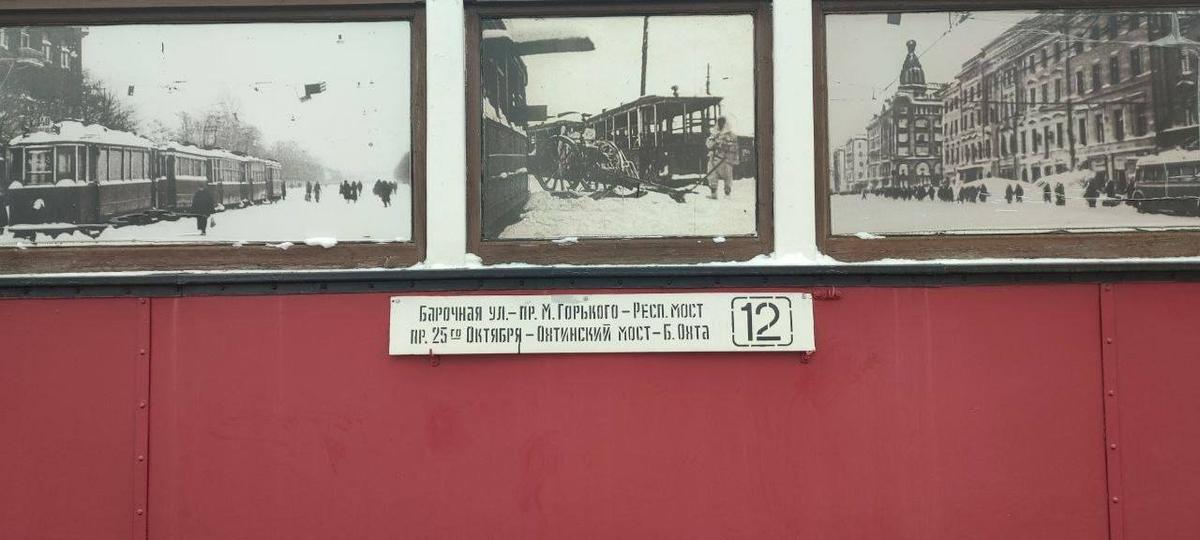 Барочная ул.–пр. М. Горького–Респ. мост
пр. 25го Октября–Охтинский мост–Б. Охта
12